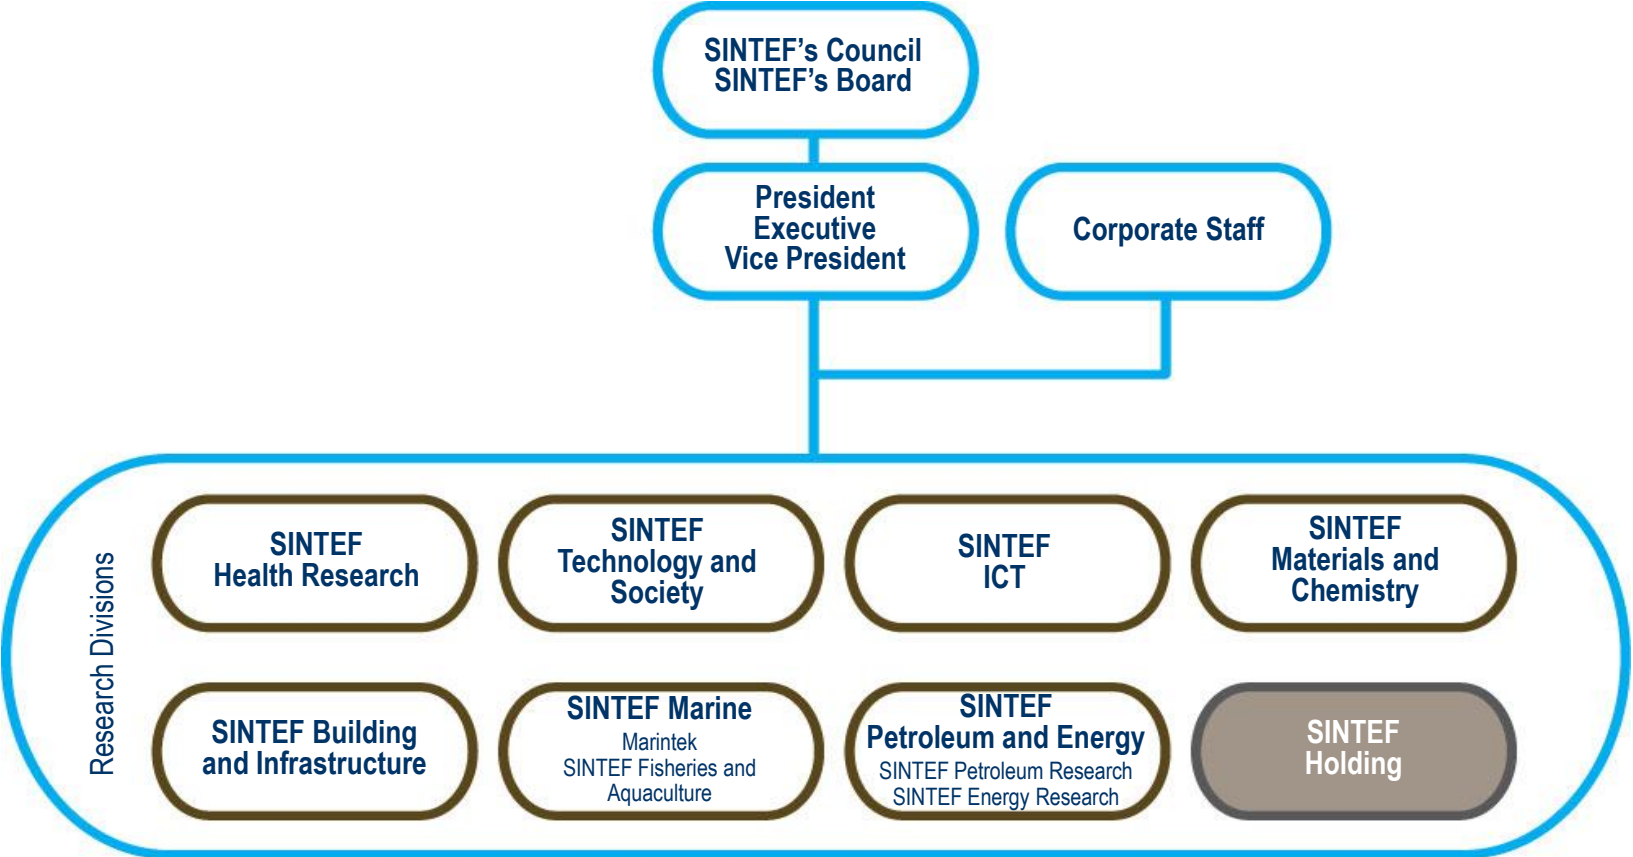 SINTEF’s Council
SINTEF’s Board
President
Executive
Vice President
Corporate Staff
Research Divisions
SINTEF
Health Research
SINTEF
Technology and
Society
SINTEF
ICT
SINTEF
Materials and
Chemistry
SINTEF Building
and Infrastructure
SINTEF Marine
Marintek
SINTEF Fisheries and
Aquaculture
SINTEF
Petroleum and Energy
SINTEF Petroleum Research
SINTEF Energy Research
SINTEF
Holding